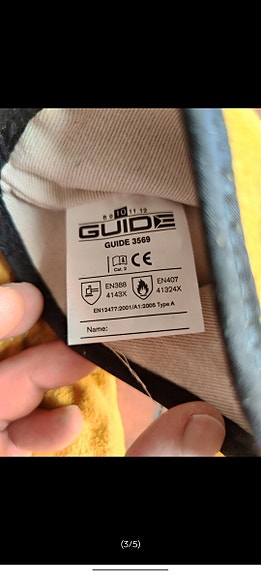 8 9 10 11 12
GUIDE
GUIDE 3569
Cat. 2
CE
EN388
4143X
EN407
41324X
EN12477:2001/A1:2005 Type A
Name:
(3/5)